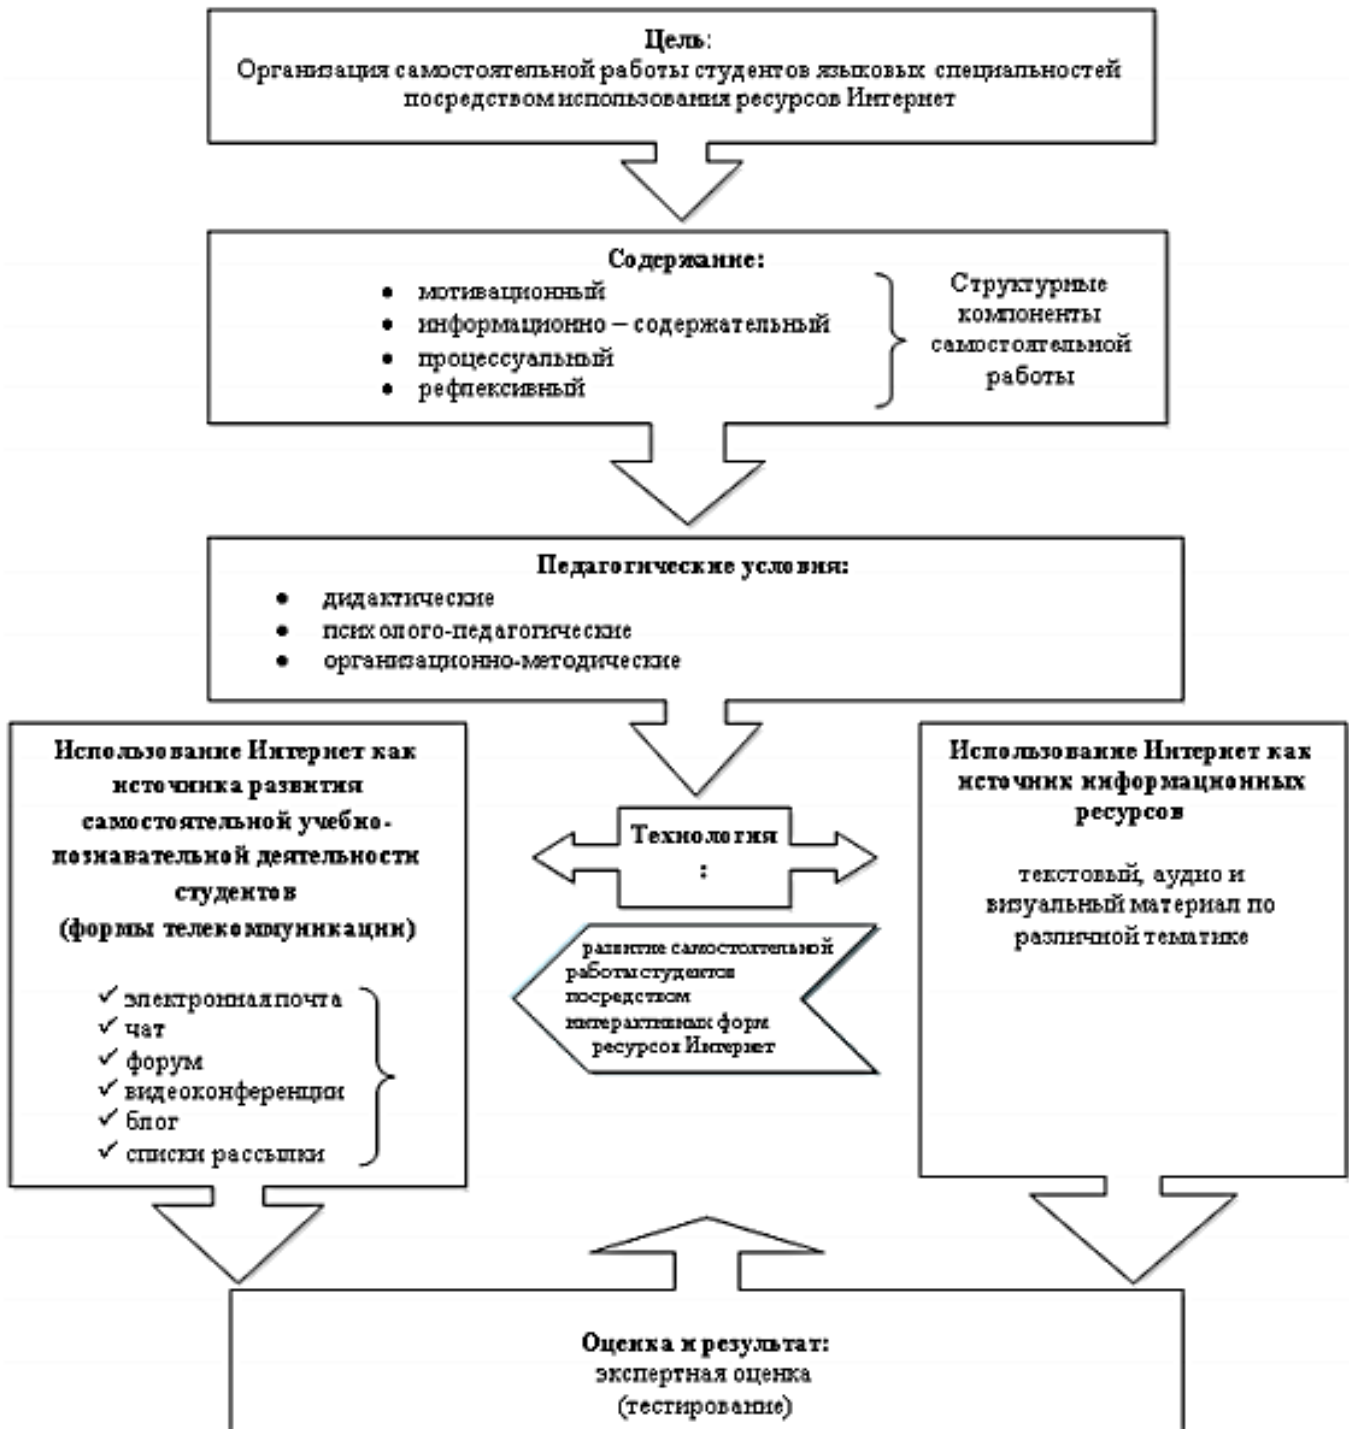 Цель:
Организация самостоятельной работы студентов языковых специальностей
посредством использования ресурсов Интернет
Содержание:
• мотивационный
• информационно – содержательный
• процессуальный
• рефлексивный
Структурные
компоненты
самостоятельной
работы
Педагогические условия:
• дидактические
• психолого-педагогические
• организационно-методические
Использование Интернет как
источника развития
самостоятельной учебно-
познавательной деятельности
студентов
(формы телекоммуникации)
✓ электронная почта
✓ чат
✓ форум
✓ видеоконференции
✓ блог
✓ списки рассылки
Технология
:
развитие самостоятельной
работы студентов
посредством
интерактивных форм
ресурсов Интернет
Использование Интернет как
источник информационных
ресурсов
текстовый, аудио и
визуальный материал по
различной тематике
Оценка и результат:
экспертная оценка
(тестирование)